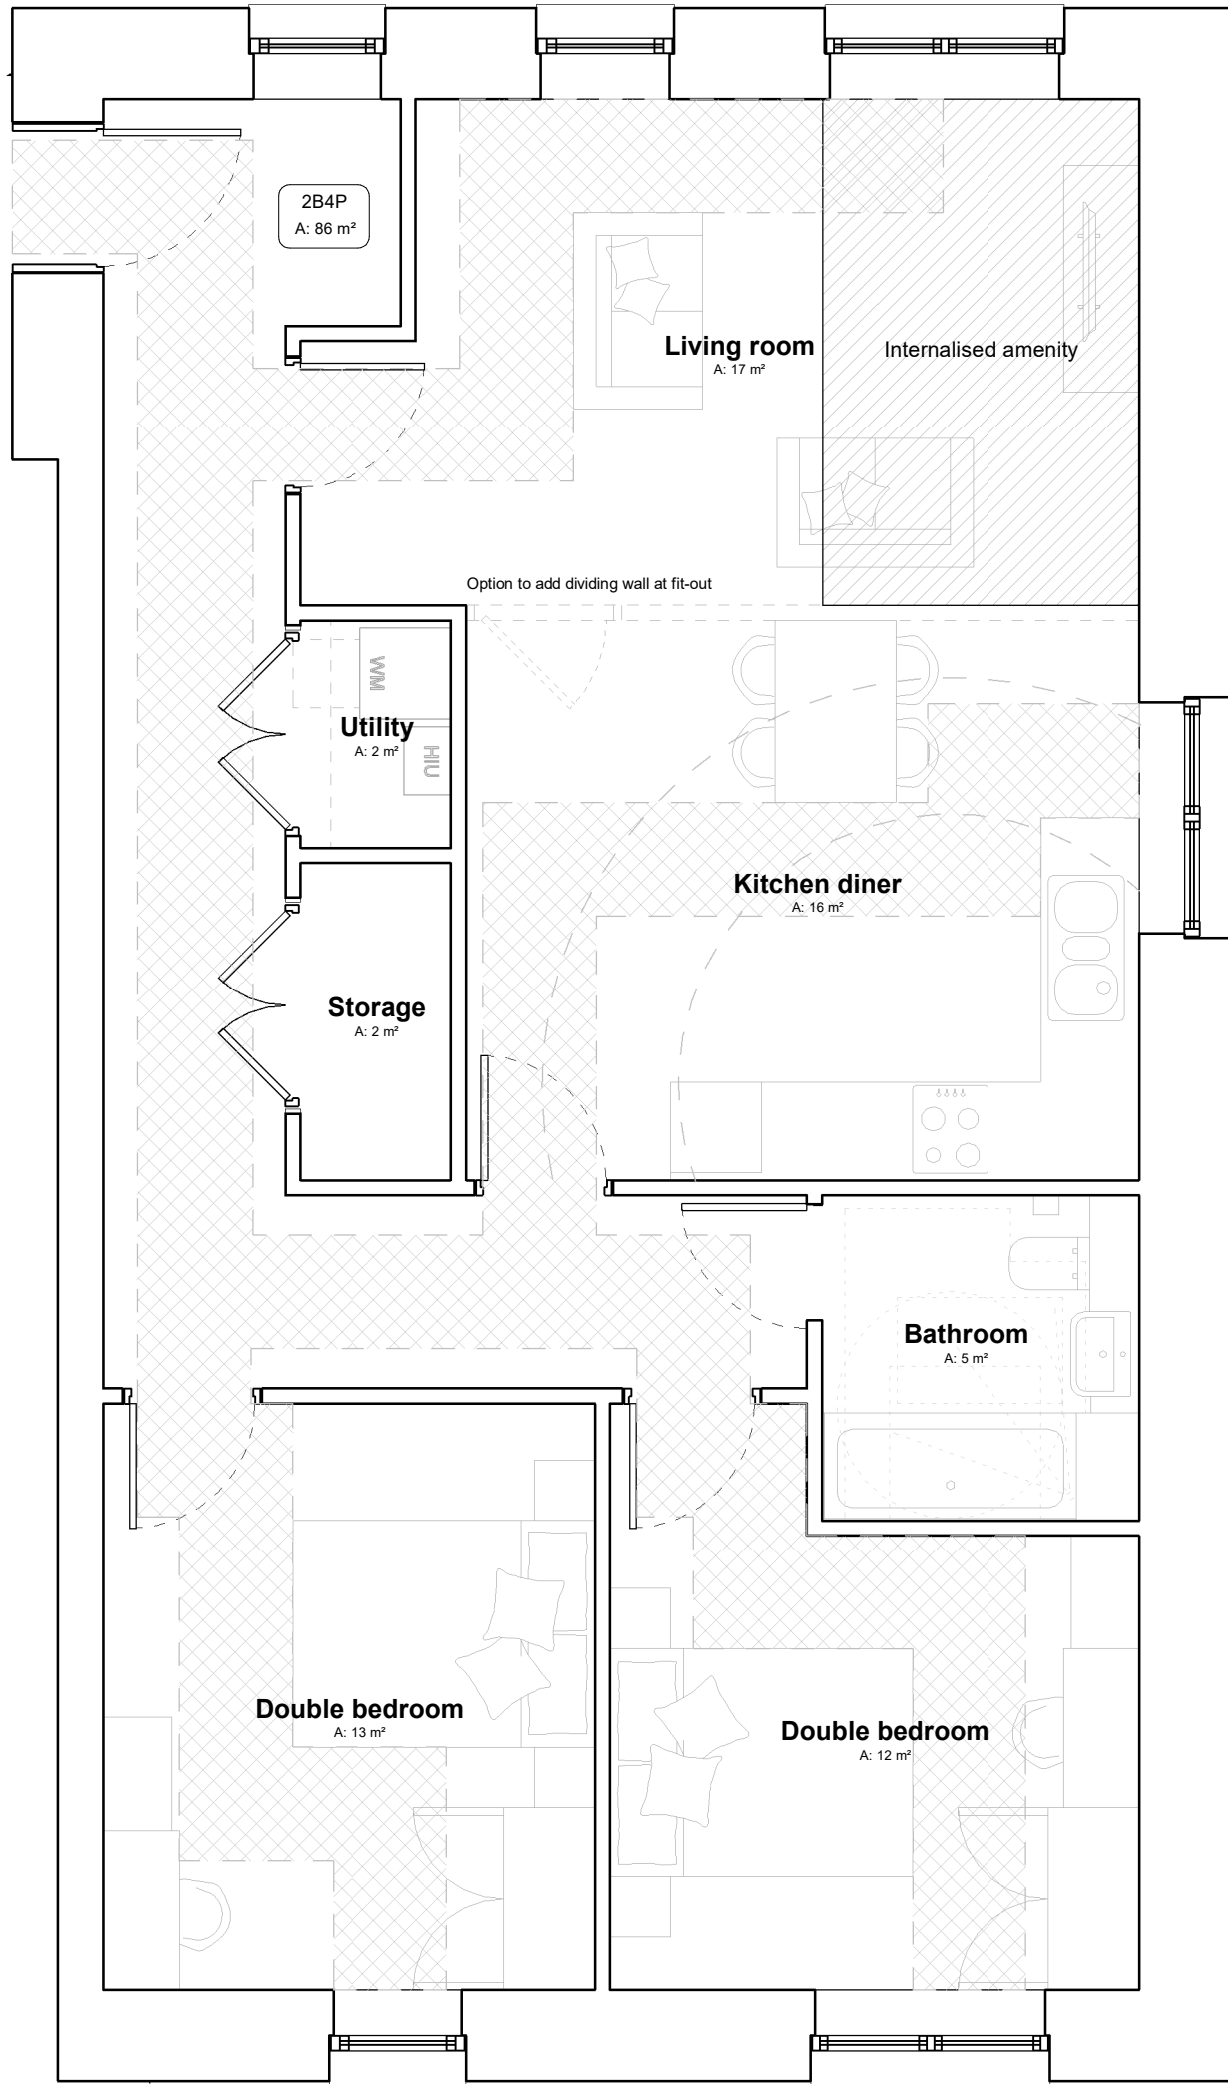 2B4P
A: 86 m²
Living room
A: 17 m²
Internalised amenity
Option to add dividing wall at fit-out
WM
Utility
A: 2 m²
HIU
Kitchen diner
A: 16 m²
Storage
A: 2 m²
Bathroom
A: 5 m²
Double bedroom
A: 13 m²
Double bedroom
A: 12 m²